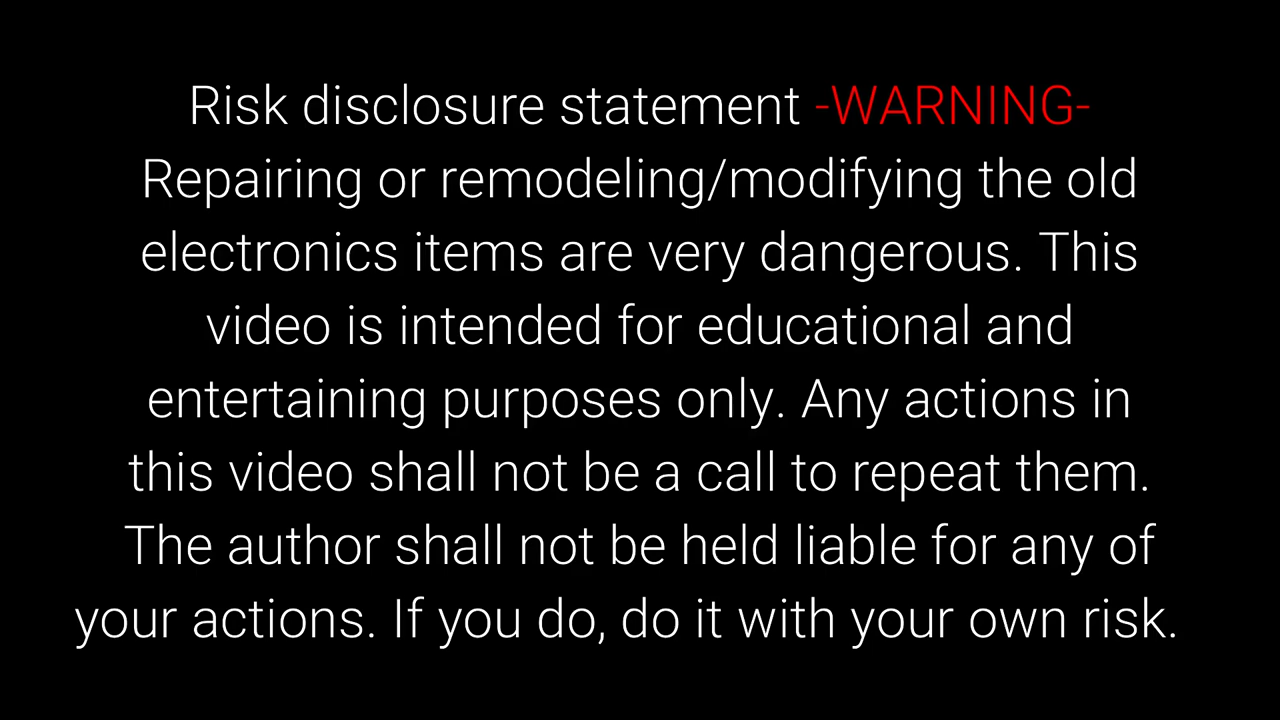 Risk disclosure statement -WARNING-
Repairing or remodeling/modifying the old
electronics items are very dangerous. This
video is intended for educational and
entertaining purposes only. Any actions in
this video shall not be a call to repeat them.
The author shall not be held liable for any of
your actions. If you do, do it with your own risk.